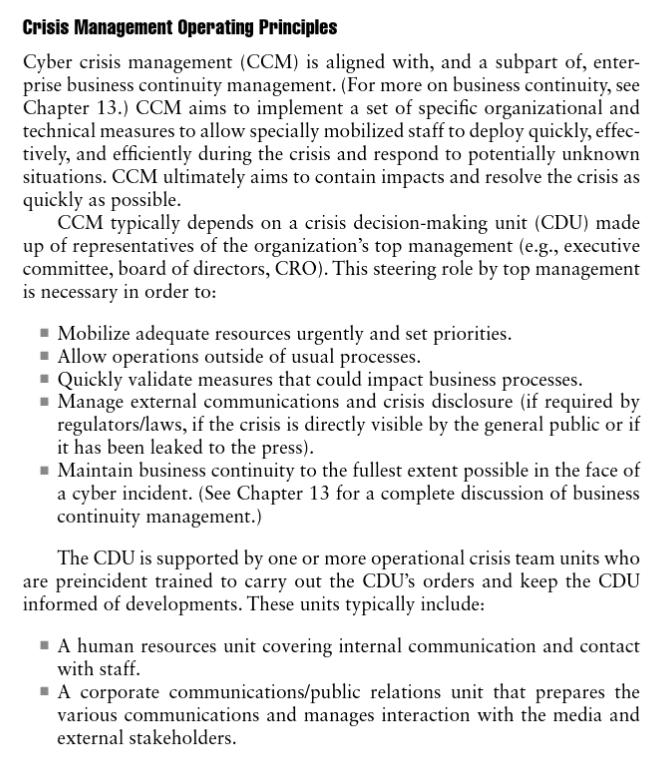 Crisis Management Operating Principles
Cyber crisis management (CCM) is aligned with, and a subpart of, enter-
prise business continuity management. (For more on business continuity, see
Chapter 13.) CCM aims to implement a set of specific organizational and
technical measures to allow specially mobilized staff to deploy quickly, effec-
tively, and efficiently during the crisis and respond to potentially unknown
situations. CCM ultimately aims to contain impacts and resolve the crisis as
quickly as possible.
CCM typically depends on a crisis decision-making unit (CDU) made
up of representatives of the organization's top management (e.g., executive
committee, board of directors, CRO). This steering role by top management
is necessary in order to:
■ Mobilize adequate resources urgently and set priorities.
■ Allow operations outside of usual processes.
■ Quickly validate measures that could impact business processes.
■ Manage external communications and crisis disclosure (if required by
regulators/laws, if the crisis is directly visible by the general public or if
it has been leaked to the press).
■ Maintain business continuity to the fullest extent possible in the face of
a cyber incident. (See Chapter 13 for a complete discussion of business
continuity management.)
The CDU is supported by one or more operational crisis team units who
are preincident trained to carry out the CDU's orders and keep the CDU
informed of developments. These units typically include:
■ A human resources unit covering internal communication and contact
with staff.
■ A corporate communications/public relations unit that prepares the
various communications and manages interaction with the media and
external stakeholders.